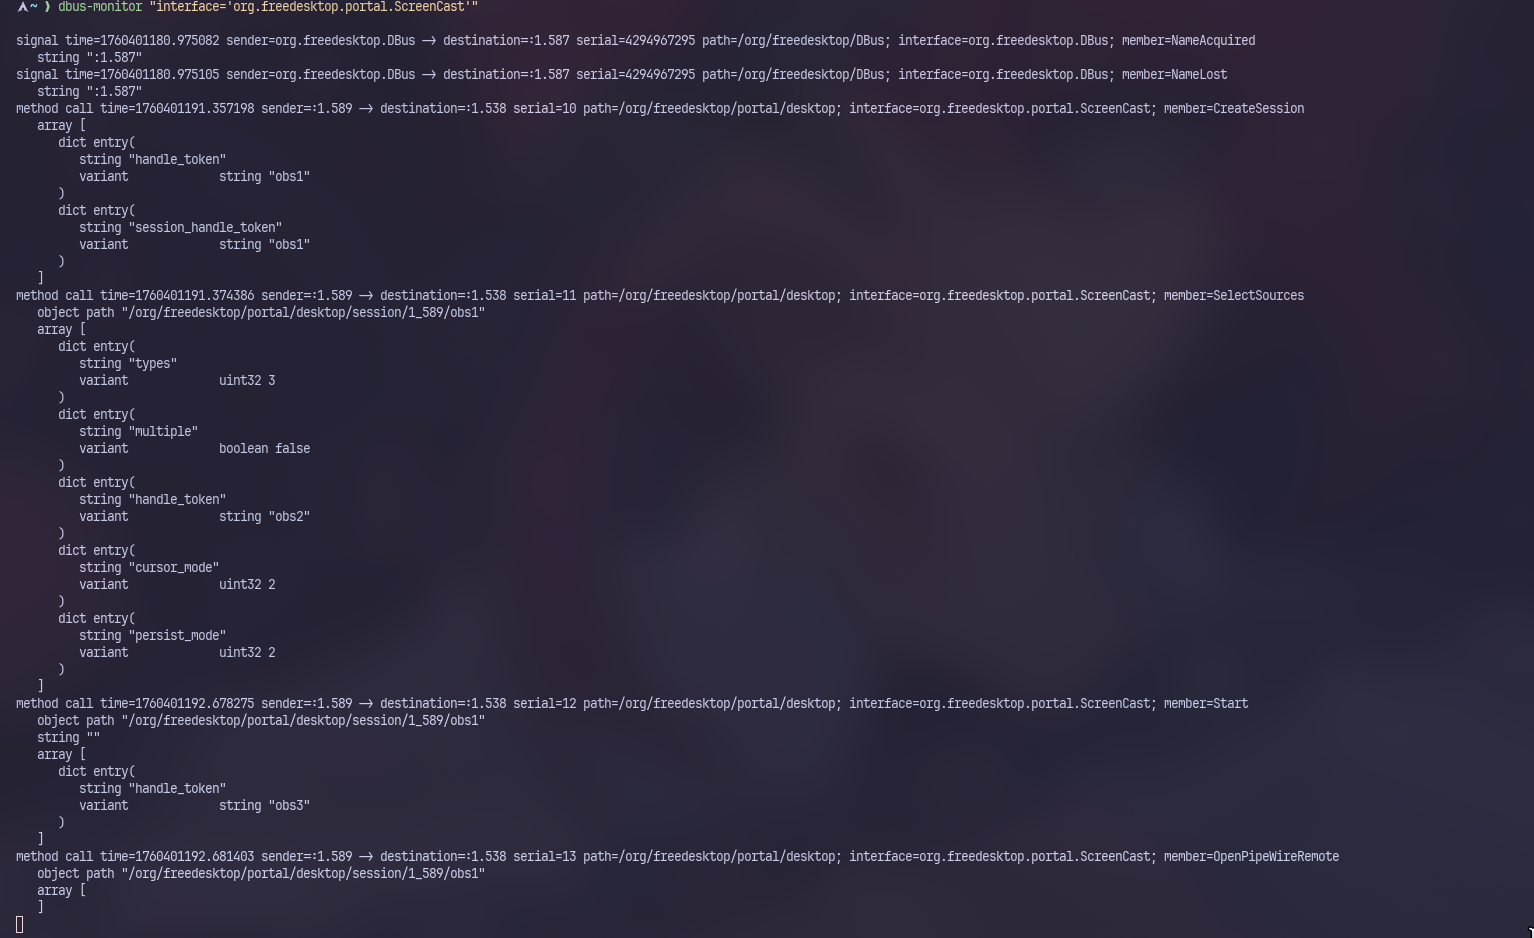 ~ ❯ dbus-monitor "interface='org.freedesktop.portal.ScreenCast'"
signal time=1760401180.975082 sender=org.freedesktop.DBus -> destination=:1.587 serial=4294967295 path=/org/freedesktop/DBus; interface=org.freedesktop.DBus; member=NameAcquired
   string ":1.587"
signal time=1760401180.975105 sender=org.freedesktop.DBus -> destination=:1.587 serial=4294967295 path=/org/freedesktop/DBus; interface=org.freedesktop.DBus; member=NameLost
   string ":1.587"
method call time=1760401191.357198 sender=:1.589 -> destination=:1.538 serial=10 path=/org/freedesktop/portal/desktop; interface=org.freedesktop.portal.ScreenCast; member=CreateSession
   array [
      dict entry(
         string "handle_token"
         variant             string "obs1"
      )
      dict entry(
         string "session_handle_token"
         variant             string "obs1"
      )
   ]
method call time=1760401191.374386 sender=:1.589 -> destination=:1.538 serial=11 path=/org/freedesktop/portal/desktop; interface=org.freedesktop.portal.ScreenCast; member=SelectSources
   object path "/org/freedesktop/portal/desktop/session/1_589/obs1"
   array [
      dict entry(
         string "types"
         variant             uint32 3
      )
      dict entry(
         string "multiple"
         variant             boolean false
      )
      dict entry(
         string "handle_token"
         variant             string "obs2"
      )
      dict entry(
         string "cursor_mode"
         variant             uint32 2
      )
      dict entry(
         string "persist_mode"
         variant             uint32 2
      )
   ]
method call time=1760401192.678275 sender=:1.589 -> destination=:1.538 serial=12 path=/org/freedesktop/portal/desktop; interface=org.freedesktop.portal.ScreenCast; member=Start
   object path "/org/freedesktop/portal/desktop/session/1_589/obs1"
   string ""
   array [
      dict entry(
         string "handle_token"
         variant             string "obs3"
      )
   ]
method call time=1760401192.681403 sender=:1.589 -> destination=:1.538 serial=13 path=/org/freedesktop/portal/desktop; interface=org.freedesktop.portal.ScreenCast; member=OpenPipeWireRemote
   object path "/org/freedesktop/portal/desktop/session/1_589/obs1"
   array [
   ]